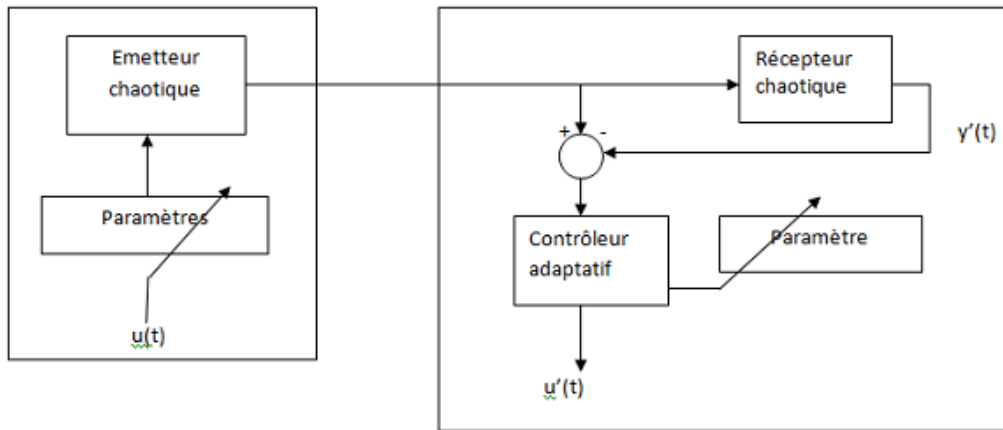 Emetteur
chaotique
Paramètres
u(t)
Récepteur
chaotique
+ -
y'(t)
Contrôleur
adaptatif
Paramètre
u'(t)